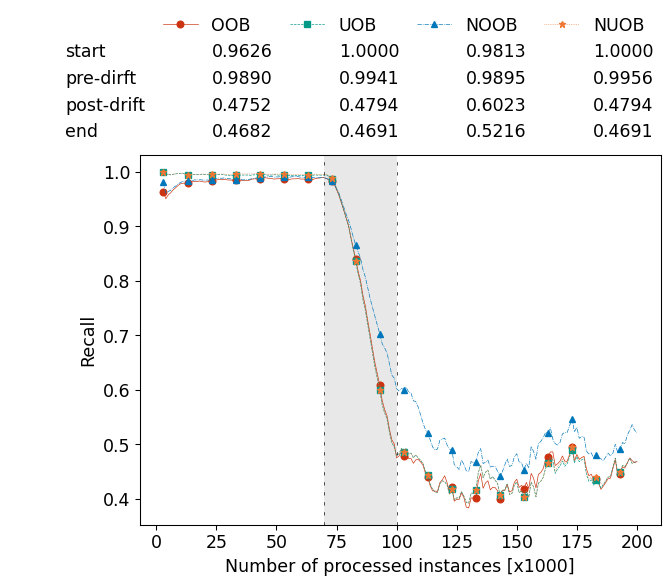 OOB UOB NOOB NUOB
start 0.9626 1.0000 0.9813 1.0000
pre-dirft 0.9890 0.9941 0.9895 0.9956
post-drift 0.4752 0.4794 0.6023 0.4794
end 0.4682 0.4691 0.5216 0.4691
1.0
0.9
0.8
0.7
0.6
0.5
0.4
Recall
0 25 50 75 100 125 150 175 200
Number of processed instances [x1000]